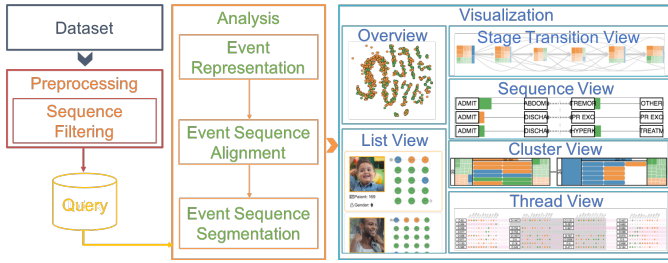 Dataset
Preprocessing
Sequence
Filtering
Query
Analysis
Event
Representation
Event Sequence
Alignment
Event Sequence
Segmentation
Visualization
Overview
List View
Patient: 199
Gender:
Stage Transition View
Sequence View
ADMIT ABDOM TREMOR OTHER
ADMIT DISCHA PR EXC PR EXC
ADMIT DISCHA HYPERK TREATM
Cluster View
Thread View